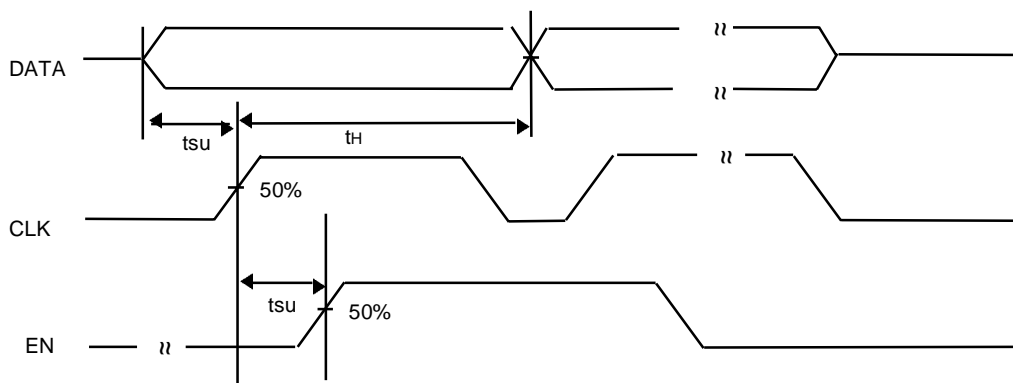 DATA
tsu
tH
50%
CLK
tsu
50%
EN